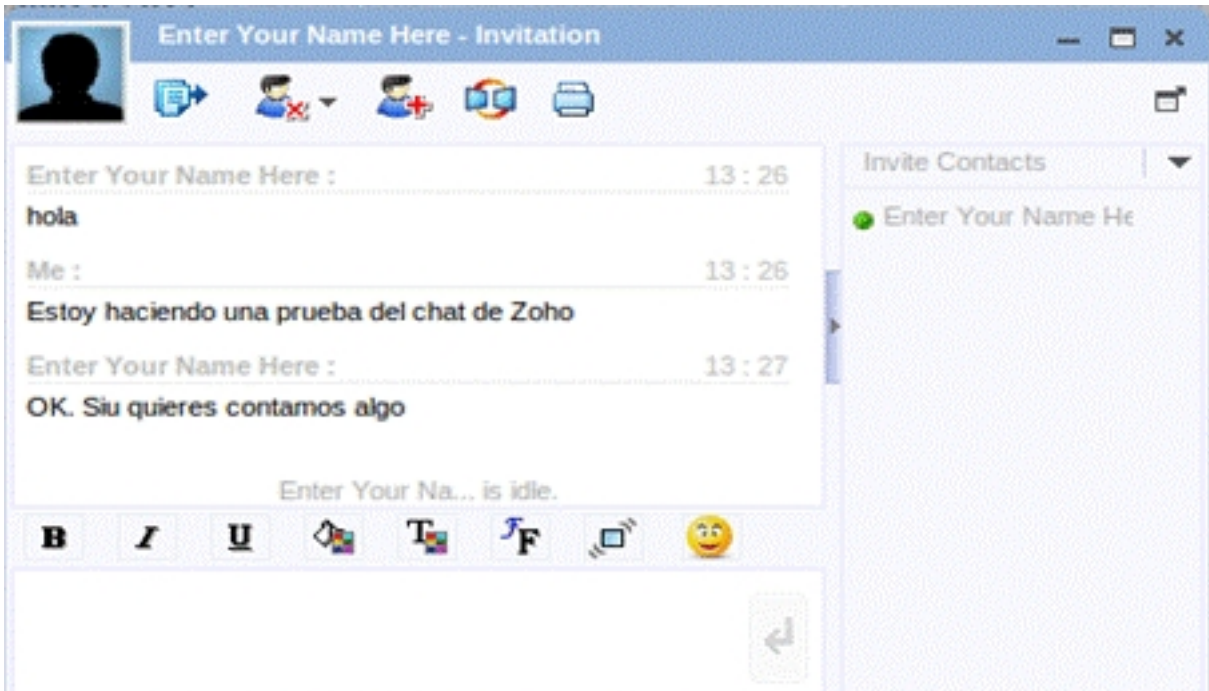 Enter Your Name Here - Invitation
Enter Your Name Here : 13 : 26
hola
Me : 13 : 26
Estoy haciendo una prueba del chat de Zoho
Enter Your Name Here : 13 : 27
OK. Siu quieres contamos algo
Enter Your Na... is idle.
B I U T F F
Invite Contacts
Enter Your Name He